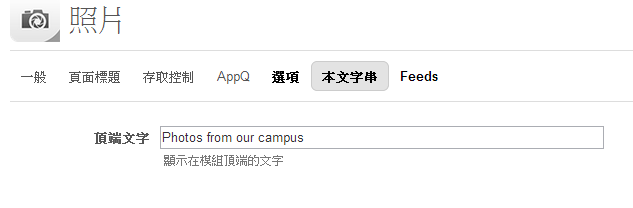 照片
一般 頁面標題 存取控制 AppQ 選項 本文字串 Feeds
頂端文字 Photos from our campus
顯示在模組頂端的文字